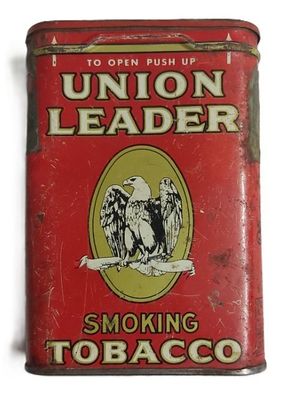 TO OPEN PUSH UP
UNION
LEADER
SMOKING
TOBACCO